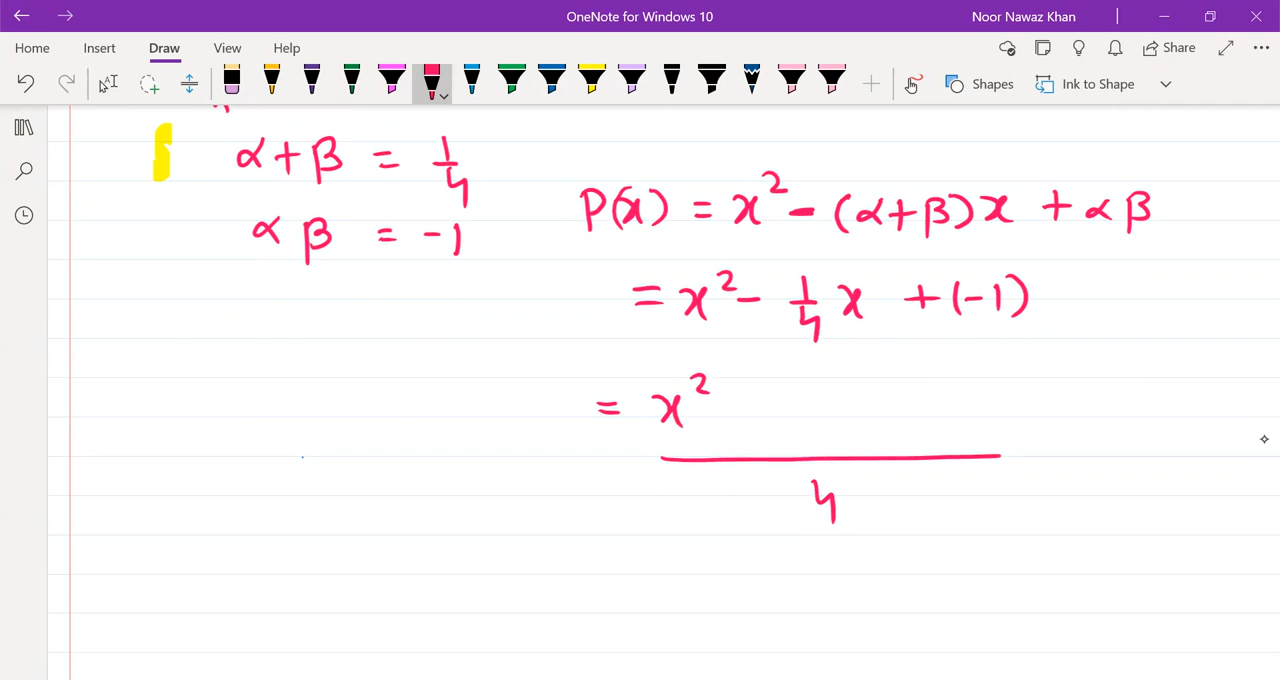 OneNote for Windows 10
Noor Nawaz Khan
Home Insert Draw View Help
Share
Shapes
Ink to Shape
α+β = 1/4
αβ = -1
P(x) = x² - (α+β)x + αβ
= x² - 1/4 x + (-1)
= x²
4